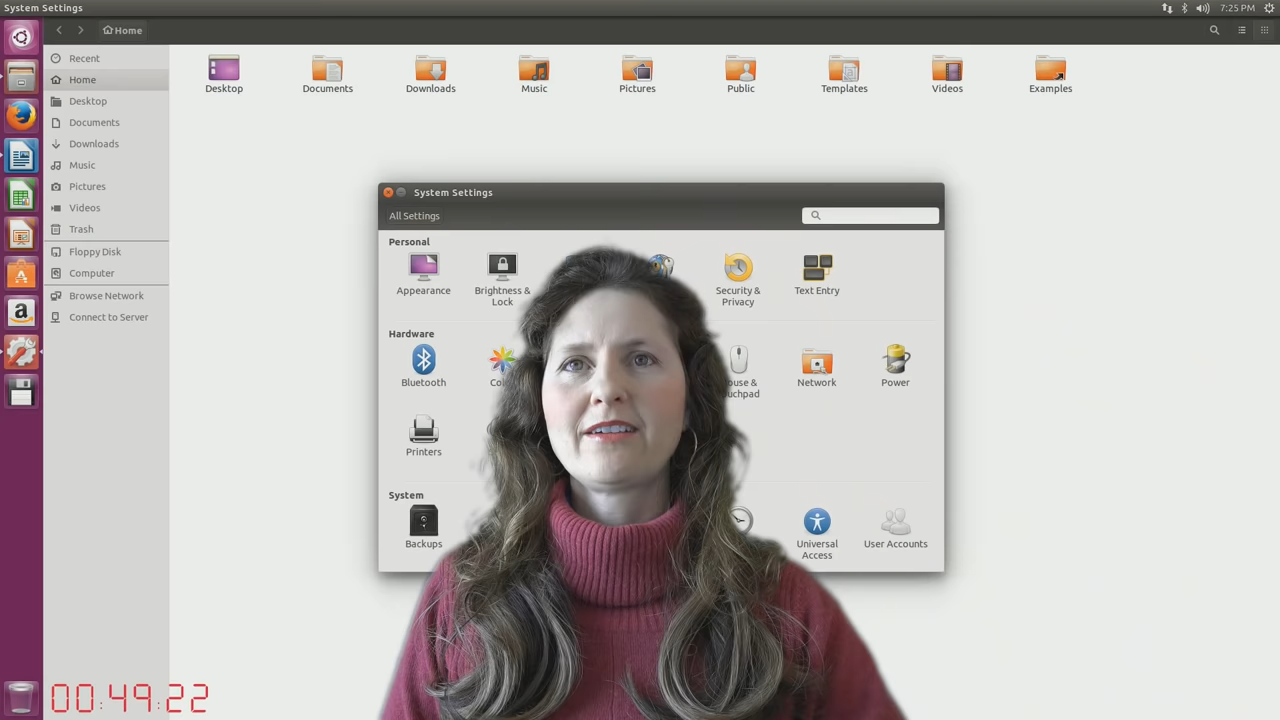 System Settings
7:25 PM
Home
Recent
Home
Desktop
Documents
Downloads
Music
Pictures
Videos
Trash
Floppy Disk
Computer
Browse Network
Connect to Server
Desktop
Documents
Downloads
Music
Pictures
Public
Templates
Videos
Examples
System Settings
All Settings
Personal
Appearance
Brightness &
Lock
Security &
Privacy
Text Entry
Hardware
Bluetooth
Network
Power
Printers
System
Backups
Universal
Access
User Accounts
00:49:22